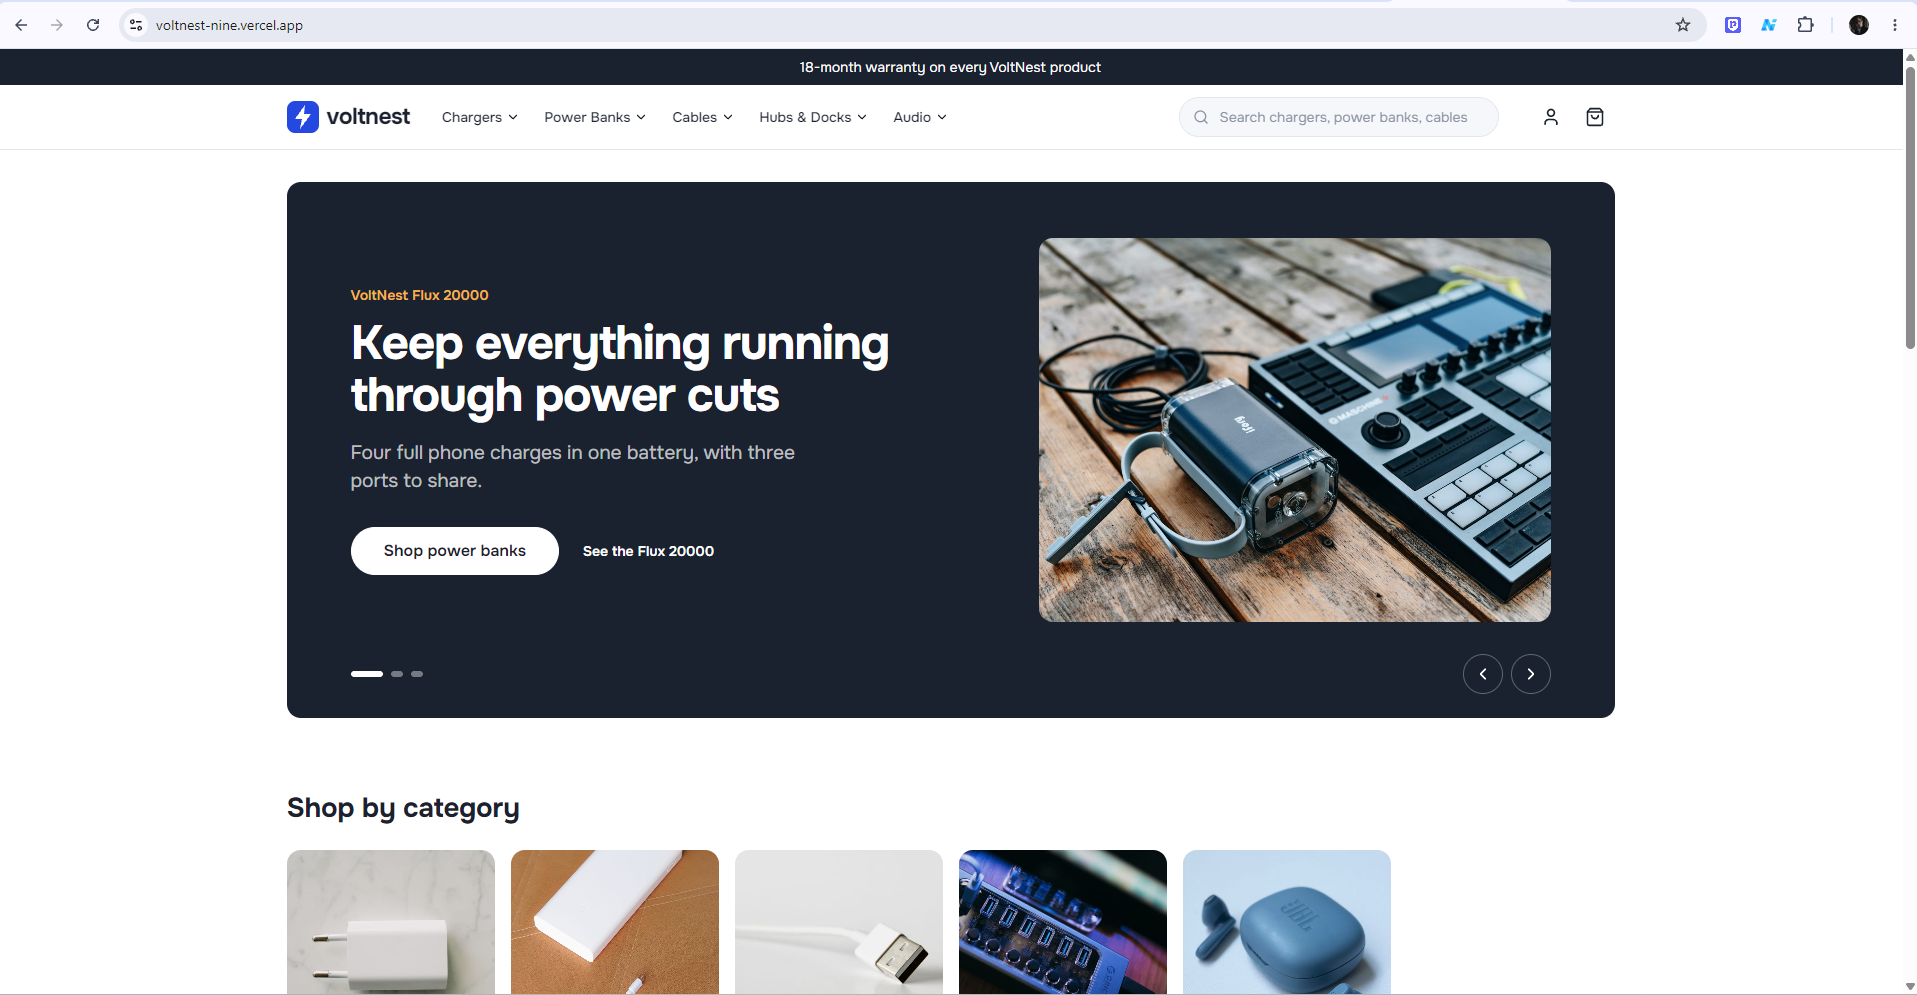 voltnest-nine.vercel.app
18-month warranty on every VoltNest product
voltnest
Chargers
Power Banks
Cables
Hubs & Docks
Audio
Search chargers, power banks, cables
VoltNest Flux 20000
Keep everything running
through power cuts
Four full phone charges in one battery, with three
ports to share.
Shop power banks
See the Flux 20000
MASCHINE
Shop by category
JBL